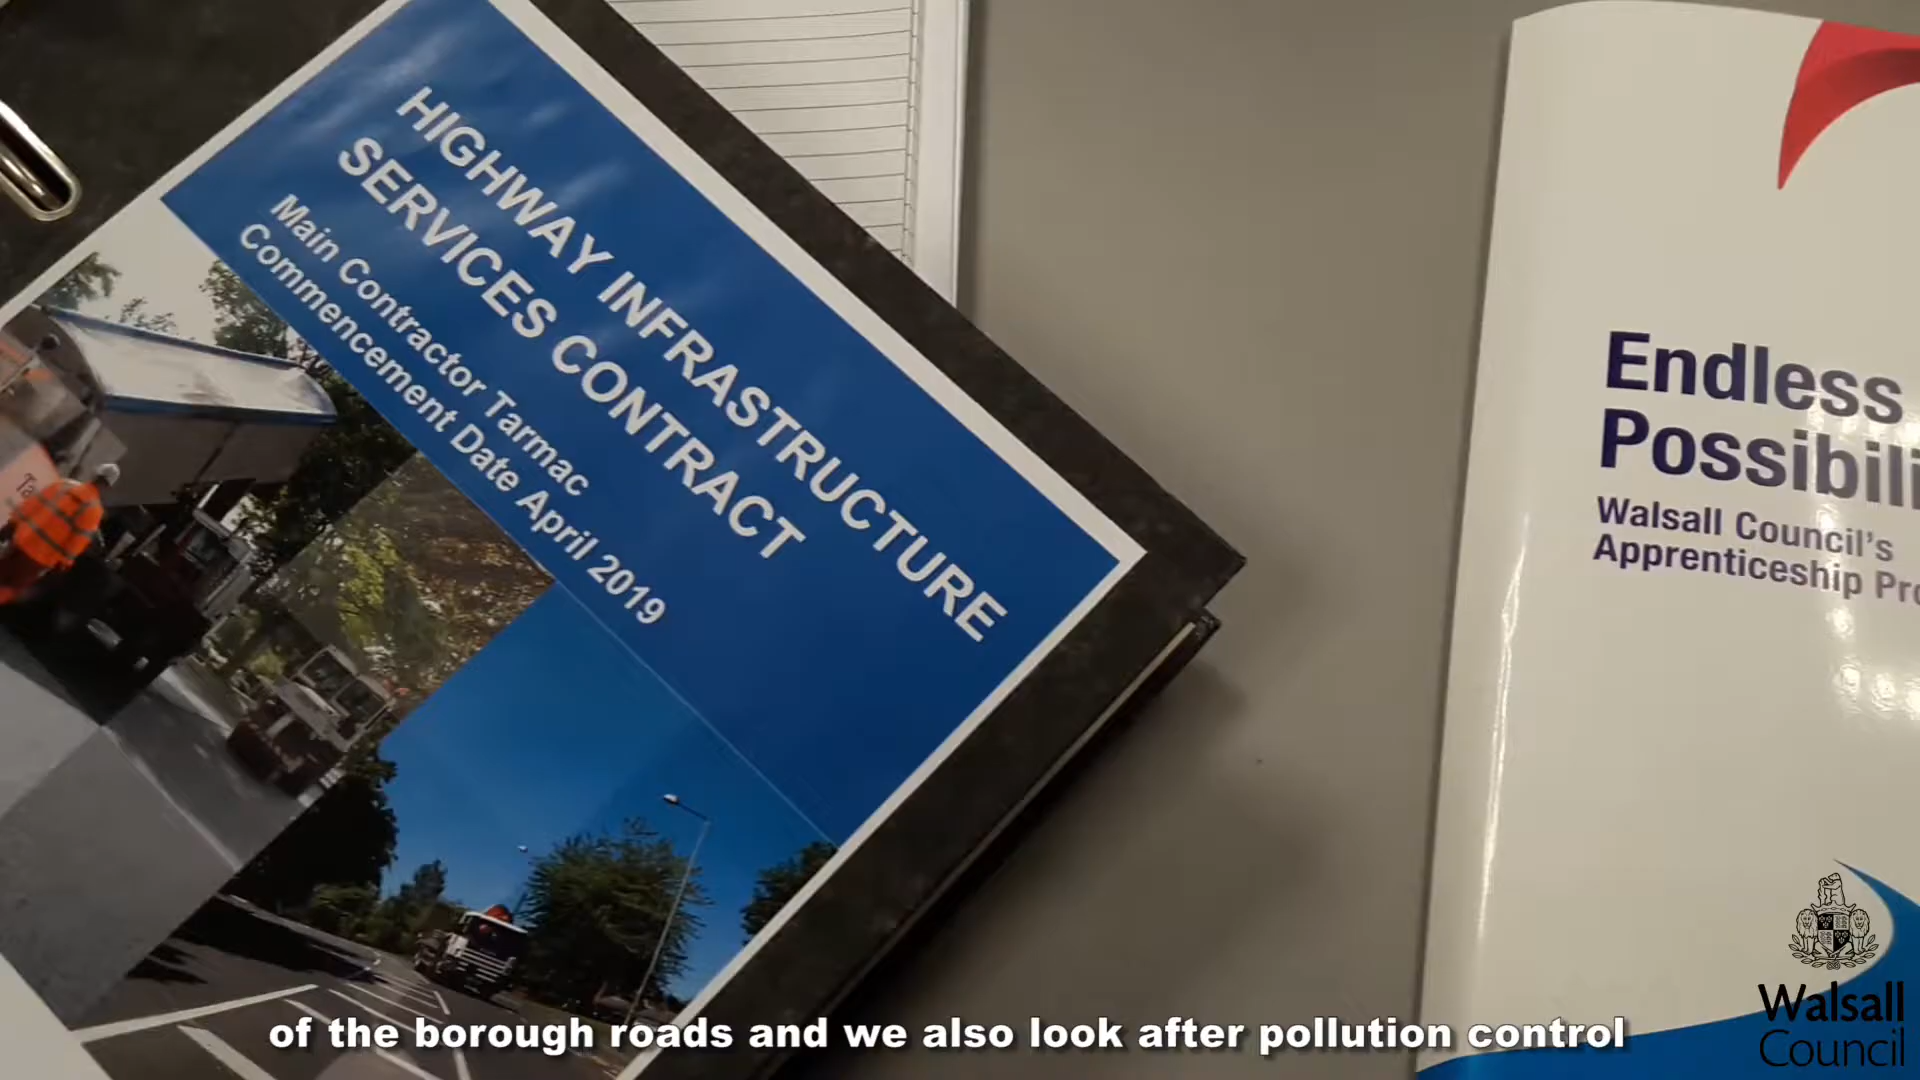 HIGHWAY INFRASTRUCTURE
SERVICES CONTRACT
Main Contractor Tarmac
Commencement Date April 2019
Endless
Possibili
Walsall Council's
Apprenticeship Pro
of the borough roads and we also look after pollution control
Walsall
Council